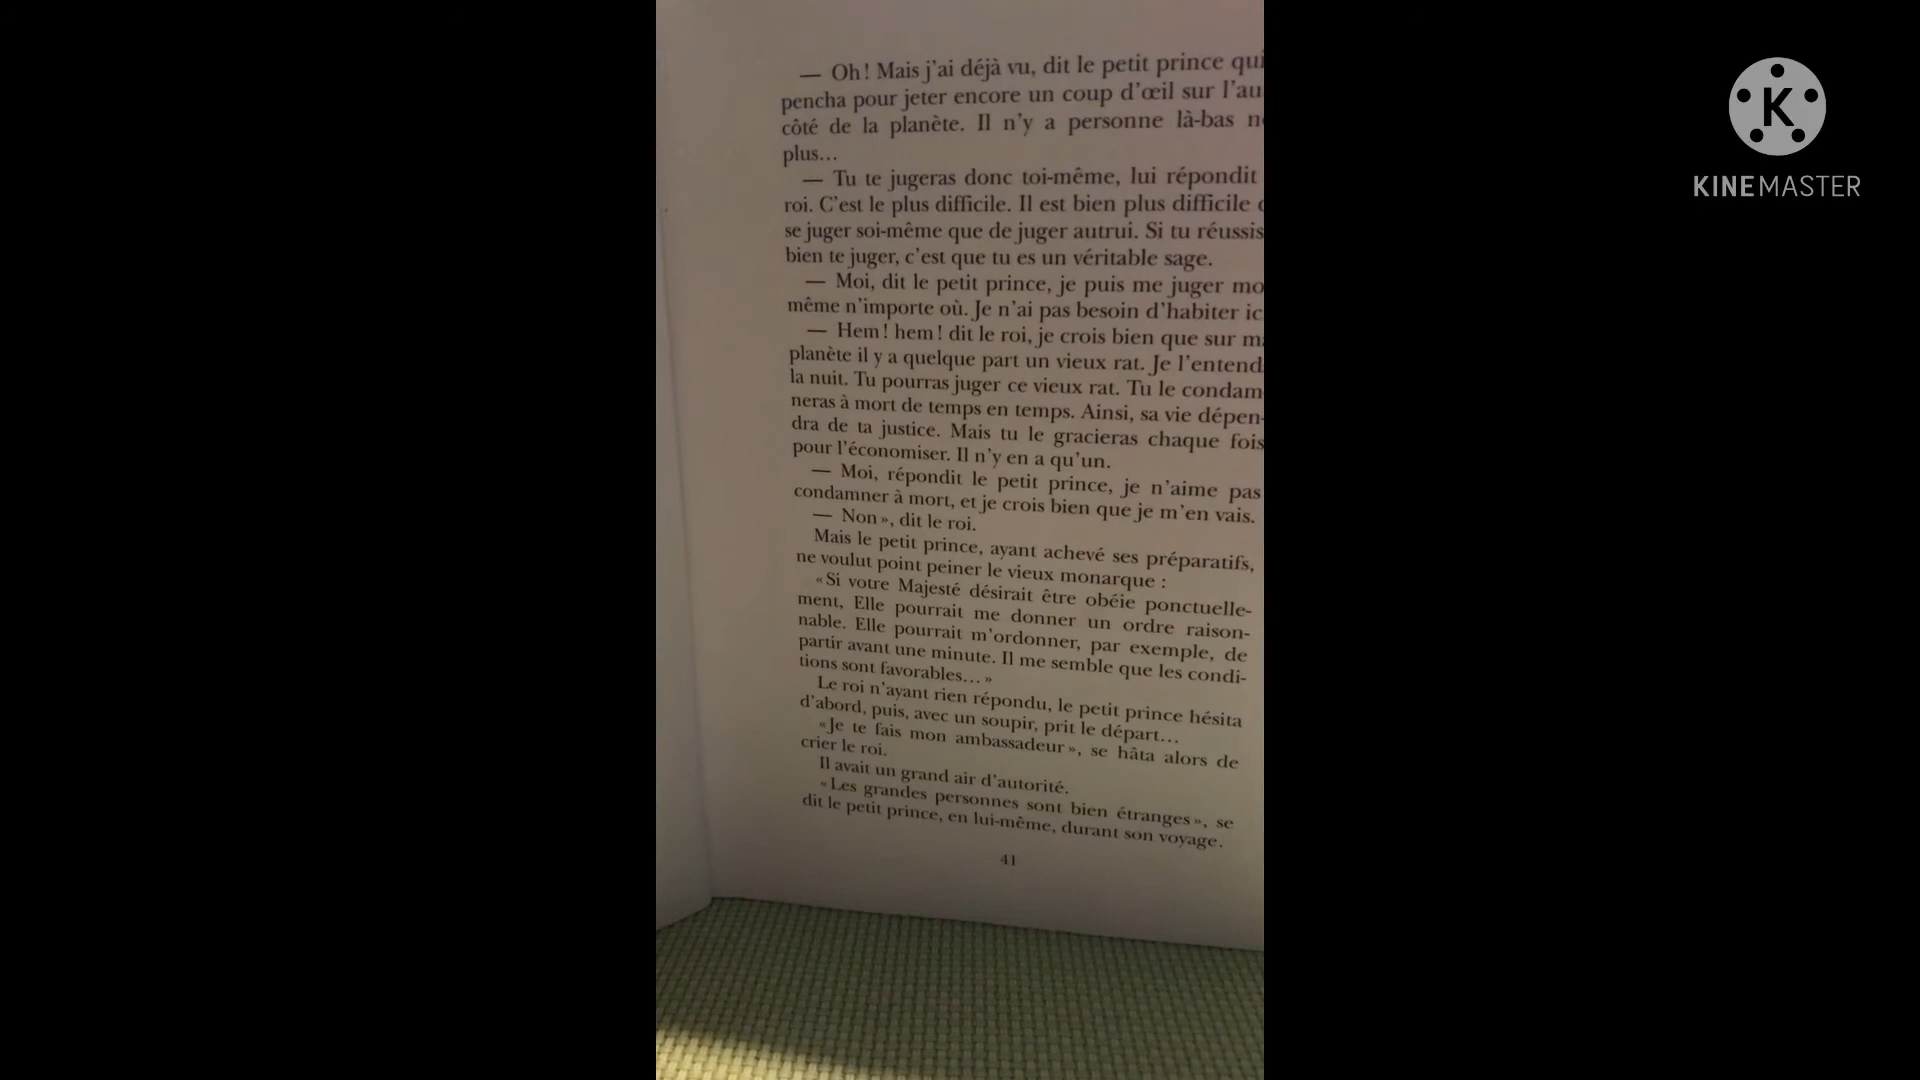 — Oh ! Mais j'ai déjà vu, dit le petit prince qui
pencha pour jeter encore un coup d'œil sur l'au
côté de la planète. Il n'y a personne là-bas n
plus…
— Tu te jugeras donc toi-même, lui répondit
roi. C'est le plus difficile. Il est bien plus difficile
se juger soi-même que de juger autrui. Si tu réussis
bien te juger, c'est que tu es un véritable sage.
— Moi, dit le petit prince, je puis me juger mo
même n'importe où. Je n'ai pas besoin d'habiter ic
— Hem ! hem ! dit le roi, je crois bien que sur ma
planète il y a quelque part un vieux rat. Je l'entend
la nuit. Tu pourras juger ce vieux rat. Tu le condam-
neras à mort de temps en temps. Ainsi, sa vie dépen-
dra de ta justice. Mais tu le gracieras chaque fois
pour l'économiser. Il n'y en a qu'un.
— Moi, répondit le petit prince, je n'aime pas
condamner à mort, et je crois bien que je m'en vais.
— Non », dit le roi.
Mais le petit prince, ayant achevé ses préparatifs,
ne voulut point peiner le vieux monarque :
« Si votre Majesté désirait être obéie ponctuelle-
ment, Elle pourrait me donner un ordre raison-
nable. Elle pourrait m'ordonner, par exemple, de
partir avant une minute. Il me semble que les condi-
tions sont favorables… »
Le roi n'ayant rien répondu, le petit prince hésita
d'abord, puis, avec un soupir, prit le départ…
« Je te fais mon ambassadeur », se hâta alors de
crier le roi.
Il avait un grand air d'autorité.
« Les grandes personnes sont bien étranges », se
dit le petit prince, en lui-même, durant son voyage.
41
K
KINEMASTER